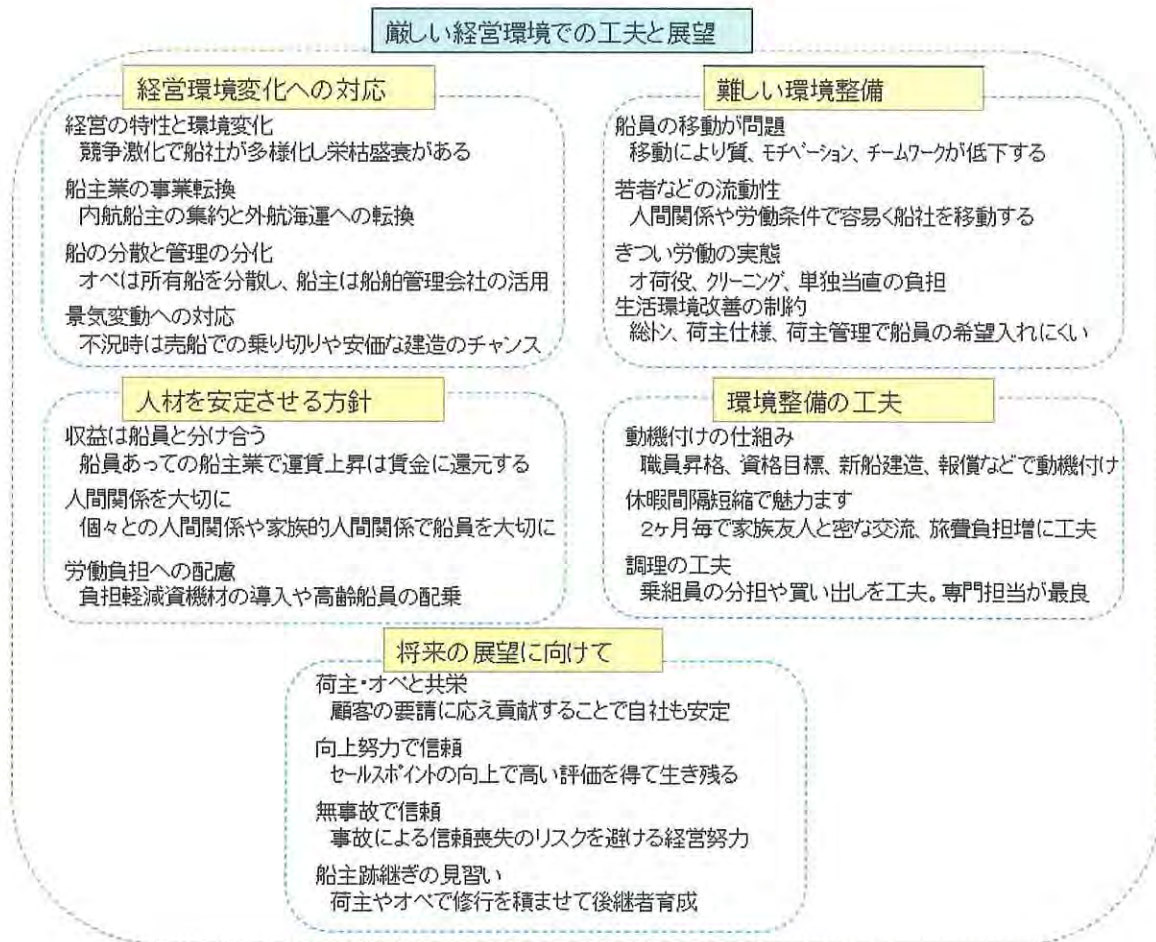 厳しい経営環境での工夫と展望
経営環境変化への対応
経営の特性と環境変化
競争激化で船社が多様化し栄枯盛衰がある
船主業の事業転換
内航船主の集約と外航海運への転換
船の分散と管理の分化
オペは所有船を分散し、船主は船舶管理会社の活用
景気変動への対応
不況時は売船での乗り切りや安価な建造のチャンス
難しい環境整備
船員の移動が問題
移動により質、モチベーション、チームワークが低下する
若者などの流動性
人間関係や労働条件で容易く船社を移動する
きつい労働の実態
オ荷役、クリーニング、単独当直の負担
生活環境改善の制約
総トン、荷主仕様、荷主管理で船員の希望入れにくい
人材を安定させる方針
収益は船員と分け合う
船員あっての船主業で運賃上昇は賃金に還元する
人間関係を大切に
個々との人間関係や家族的人間関係で船員を大切に
労働負担への配慮
負担軽減資機材の導入や高齢船員の配乗
環境整備の工夫
動機付けの仕組み
職員昇格、資格目標、新船建造、報償などで動機付け
休暇間隔短縮で魅力ます
2ヶ月毎で家族友人と密な交流、旅費負担増に工夫
調理の工夫
乗組員の分担や買い出しを工夫。専門担当が最良
将来の展望に向けて
荷主・オペと共栄
顧客の要請に応え貢献することで自社も安定
向上努力で信頼
セールスポイントの向上で高い評価を得て生き残る
無事故で信頼
事故による信頼喪失のリスクを避ける経営努力
船主跡継ぎの見習い
荷主やオペで修行を積ませて後継者育成